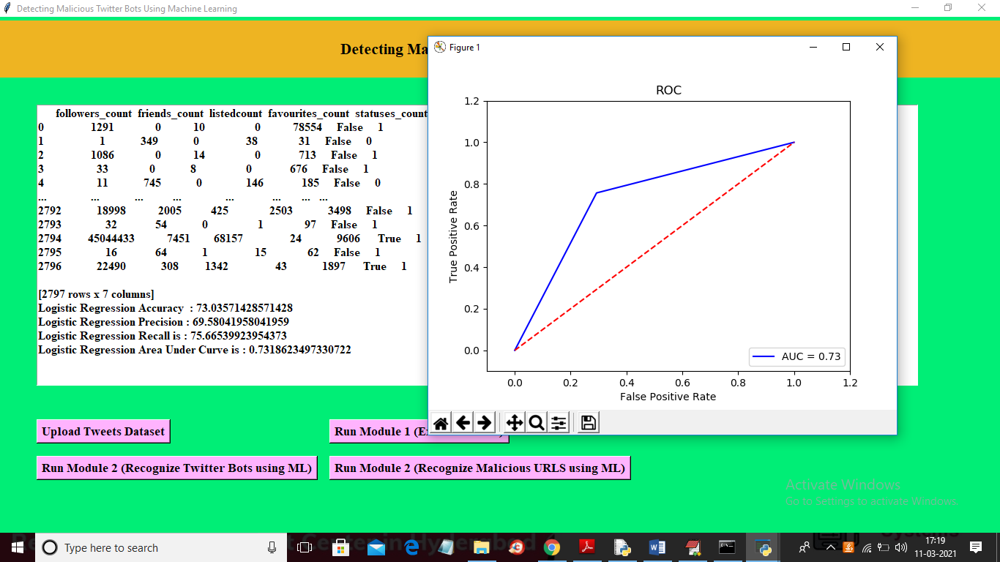 Detecting Malicious Twitter Bots Using Machine Learning
Detecting Ma
Figure 1
followers_count friends_count listedcount favourites_count statuses_count
0 1291 0 10 0 78554 False 1
1 1 349 0 38 31 False 0
2 1086 0 14 0 713 False 1
3 33 0 8 0 676 False 1
4 11 745 0 146 185 False 0
... ... ... ... ... ... ... ...
2792 18998 2005 425 2503 3498 False 1
2793 32 54 0 1 97 False 1
2794 45044433 7451 68157 24 9606 True 1
2795 16 64 1 15 62 False 1
2796 22490 308 1342 43 1897 True 1
[2797 rows x 7 columns]
Logistic Regression Accuracy : 73.03571428571428
Logistic Regression Precision : 69.58041958041959
Logistic Regression Recall is : 75.66539923954373
Logistic Regression Area Under Curve is : 0.7318623497330722
ROC
1.2
1.0
0.8
0.6
0.4
0.2
0.0
True Positive Rate
0.0 0.2 0.4 0.6 0.8 1.0 1.2
False Positive Rate
AUC = 0.73
Upload Tweets Dataset
Run Module 1 (E
Run Module 2 (Recognize Twitter Bots using ML)
Run Module 2 (Recognize Malicious URLS using ML)
Activate Windows
Go to Settings to activate Windows.
Type here to search
17:19
11-03-2021